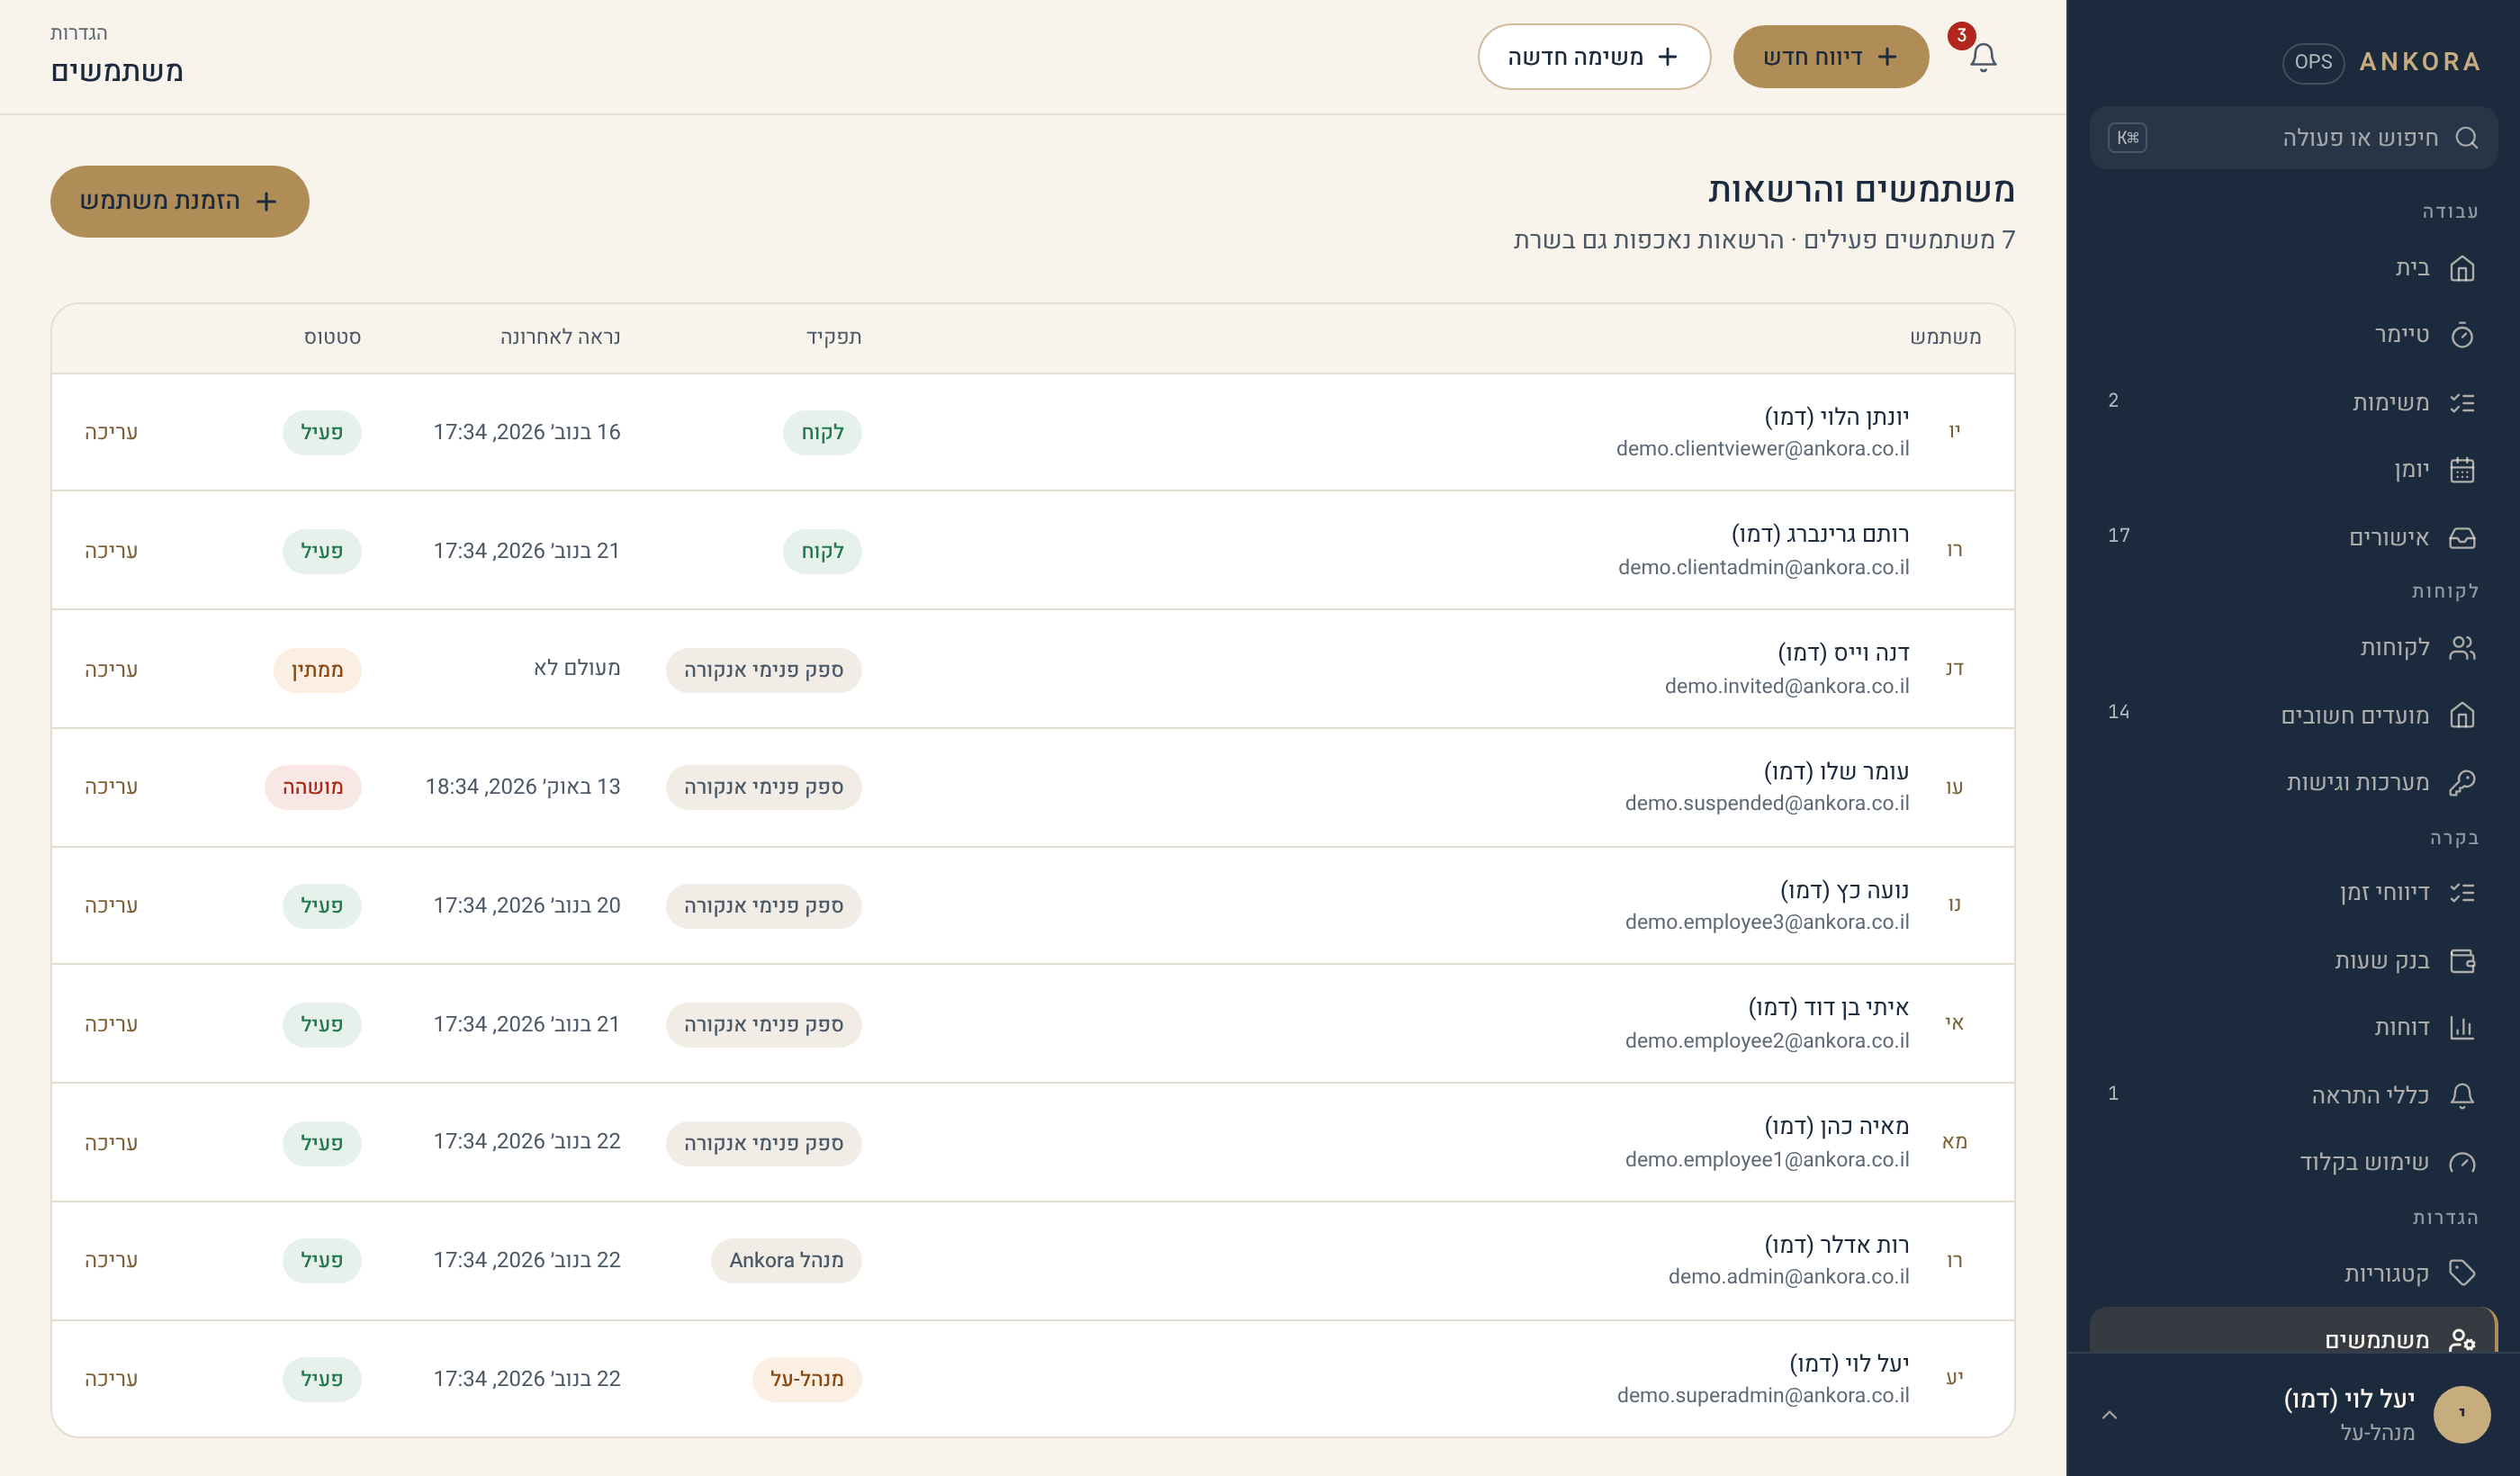 ANKORA OPS
חיפוש או פעולה ⌘K
עבודה
בית
טיימר
משימות 2
יומן
אישורים 17
לקוחות
לקוחות
מועדים חשובים 14
מערכות וגישות
בקרה
דיווחי זמן
בנק שעות
דוחות
כללי התראה 1
שימוש בקלוד
הגדרות
קטגוריות
משתמשים
י
יעל לוי (דמו)
מנהל-על
3
+ דיווח חדש
+ משימה חדשה
הגדרות
משתמשים
משתמשים והרשאות
7 משתמשים פעילים · הרשאות נאכפות גם בשרת
+ הזמנת משתמש
משתמש תפקיד נראה לאחרונה סטטוס
יו יונתן הלוי (דמו) לקוח 16 בנוב׳ 2026, 17:34 פעיל עריכה
demo.clientviewer@ankora.co.il
רו רותם גרינברג (דמו) לקוח 21 בנוב׳ 2026, 17:34 פעיל עריכה
demo.clientadmin@ankora.co.il
דנ דנה וייס (דמו) ספק פנימי אנקורה מעולם לא ממתין עריכה
demo.invited@ankora.co.il
עו עומר שלו (דמו) ספק פנימי אנקורה 13 באוק׳ 2026, 18:34 מושהה עריכה
demo.suspended@ankora.co.il
נו נועה כץ (דמו) ספק פנימי אנקורה 20 בנוב׳ 2026, 17:34 פעיל עריכה
demo.employee3@ankora.co.il
אי איתי בן דוד (דמו) ספק פנימי אנקורה 21 בנוב׳ 2026, 17:34 פעיל עריכה
demo.employee2@ankora.co.il
מא מאיה כהן (דמו) ספק פנימי אנקורה 22 בנוב׳ 2026, 17:34 פעיל עריכה
demo.employee1@ankora.co.il
רו רות אדלר (דמו) מנהל Ankora 22 בנוב׳ 2026, 17:34 פעיל עריכה
demo.admin@ankora.co.il
יע יעל לוי (דמו) מנהל-על 22 בנוב׳ 2026, 17:34 פעיל עריכה
demo.superadmin@ankora.co.il